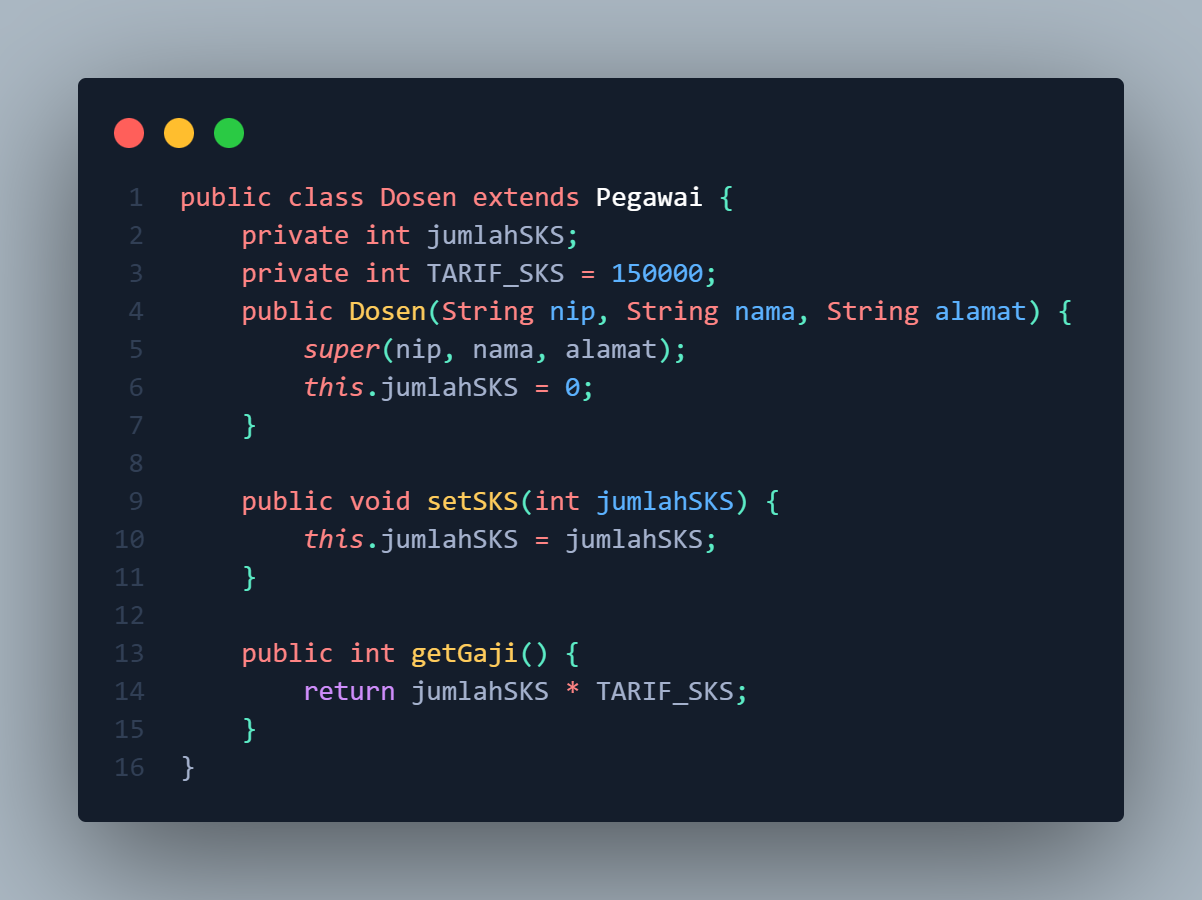 1 public class Dosen extends Pegawai {
2     private int jumlahSKS;
3     private int TARIF_SKS = 150000;
4     public Dosen(String nip, String nama, String alamat) {
5         super(nip, nama, alamat);
6         this.jumlahSKS = 0;
7     }
8
9     public void setSKS(int jumlahSKS) {
10         this.jumlahSKS = jumlahSKS;
11     }
12
13     public int getGaji() {
14         return jumlahSKS * TARIF_SKS;
15     }
16 }